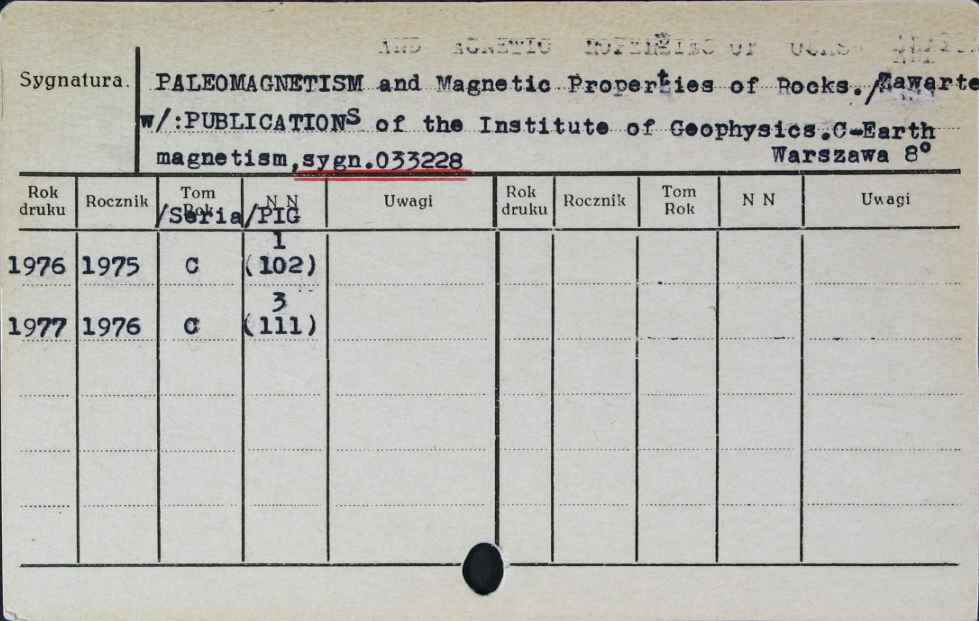 Sygnatura. PALEOMAGNETISM and Magnetic Properties of Rocks./Zawarte
w/:PUBLICATIONS of the Institute of Geophysics.C-Earth
magnetism,sygn.033228 Warszawa 8°
Rok druku Rocznik Tom Rok N N Uwagi Rok druku Rocznik Tom Rok N N Uwagi
/Seria/PIG
1
1976 1975 C (102)
3
1977 1976 C (111)